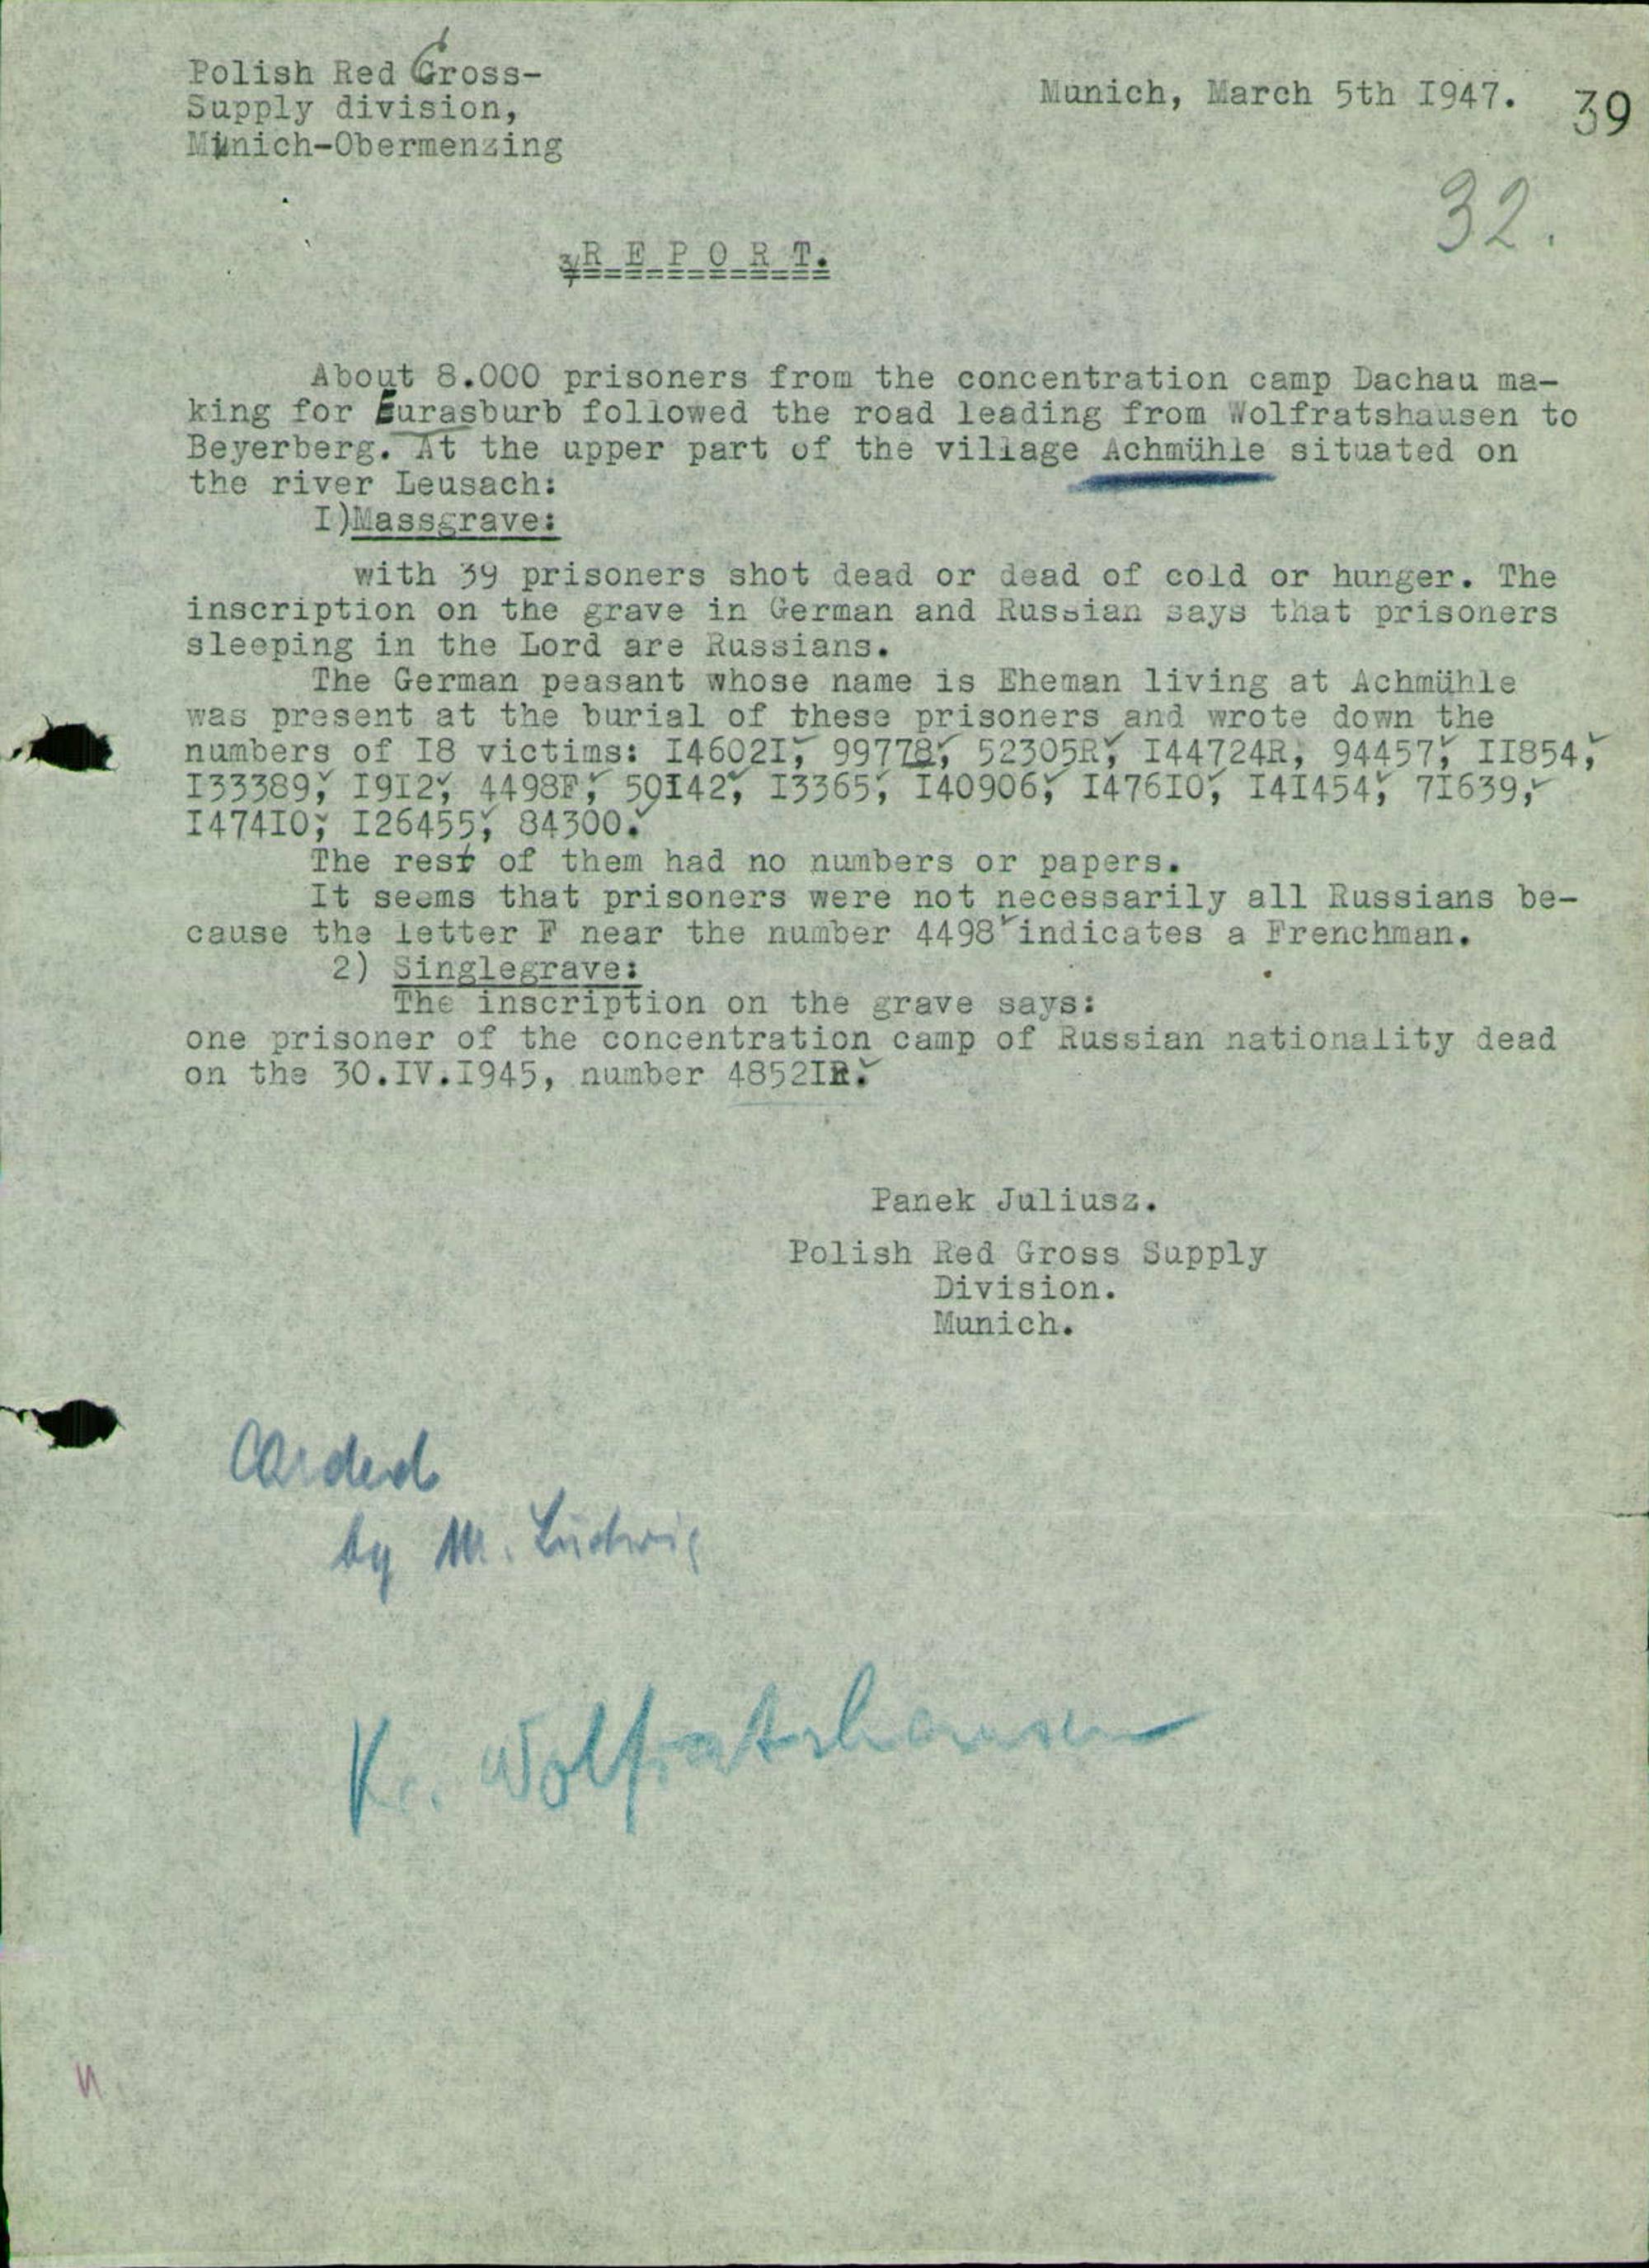 Polish Red Gross-
Supply division,
Munich-Obermenzing
Munich, March 5th I947.
39
32.
R E P O R T.
About 8.000 prisoners from the concentration camp Dachau ma-
king for Eurasburb followed the road leading from Wolfratshausen to
Beyerberg. At the upper part of the village Achmühle situated on
the river Leusach:
I)Massgrave:
with 39 prisoners shot dead or dead of cold or hunger. The
inscription on the grave in German and Russian says that prisoners
sleeping in the Lord are Russians.
The German peasant whose name is Eheman living at Achmühle
was present at the burial of these prisoners and wrote down the
numbers of I8 victims: I4602I, 99778, 52305R, I44724R, 94457, II854,
I33389, I9I2, 4498F, 50I42, I3365, I40906, I476I0, I4I454, 7I639,
I474I0, I26455, 84300.
The rest of them had no numbers or papers.
It seems that prisoners were not necessarily all Russians be-
cause the letter F near the number 4498 indicates a Frenchman.
2) Singlegrave:
The inscription on the grave says:
one prisoner of the concentration camp of Russian nationality dead
on the 30.IV.I945, number 4852IR.
Panek Juliusz.
Polish Red Gross Supply
Division.
Munich.
Carded
by M. Ludwig
Kr. Wolfratshausen